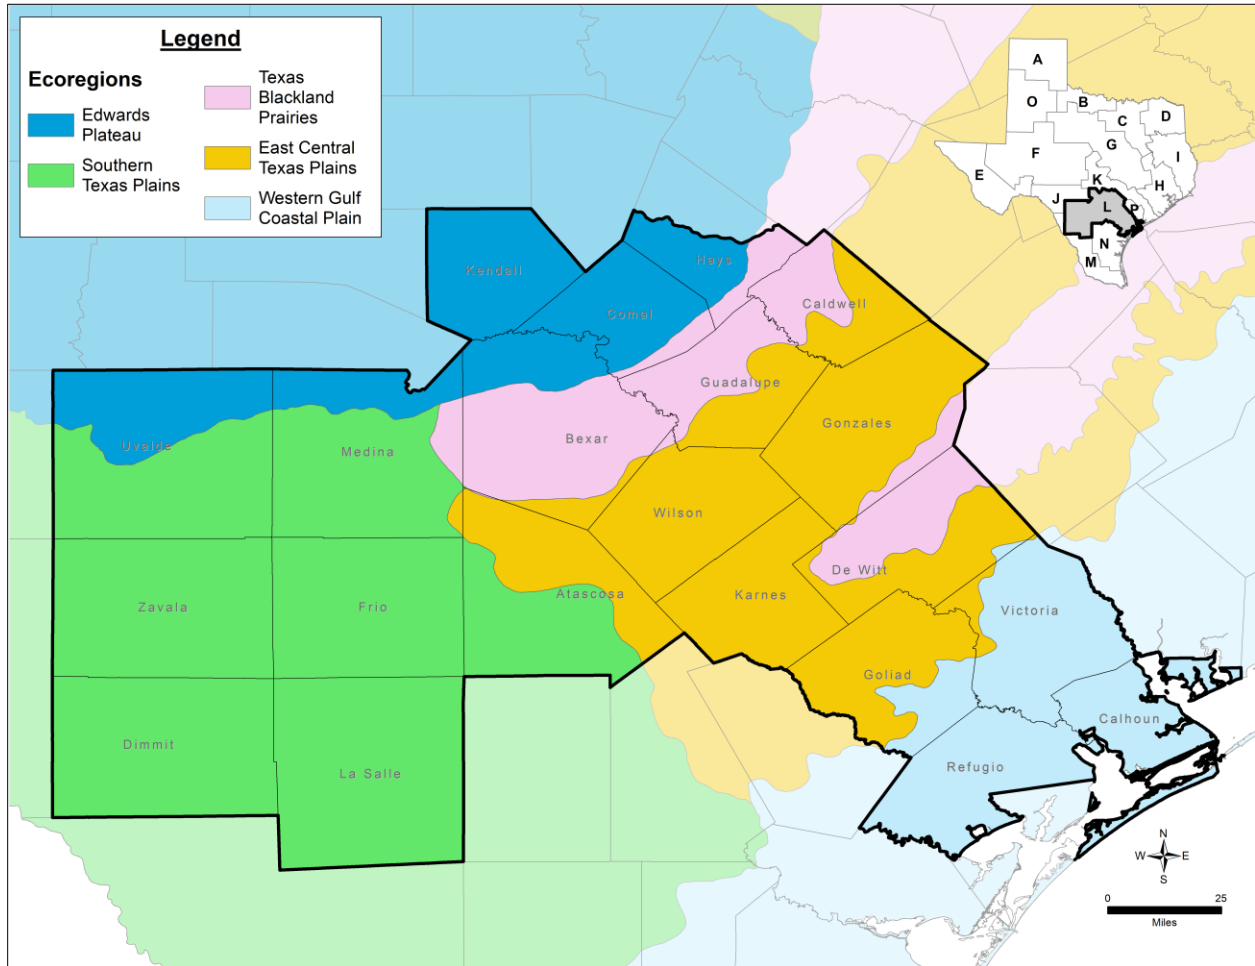 Legend
Ecoregions
Edwards
Plateau
Southern
Texas Plains
Texas
Blackland
Prairies
East Central
Texas Plains
Western Gulf
Coastal Plain
A
O
B
C
D
F
G
I
E
K
H
J
L
P
N
M
Kendall
Hays
Comal
Caldwell
Guadalupe
Gonzales
Uvalde
Medina
Bexar
Wilson
De Witt
Zavala
Frio
Atascosa
Karnes
Victoria
Goliad
Calhoun
Dimmit
La Salle
Refugio
N
W E
S
0 25
Miles